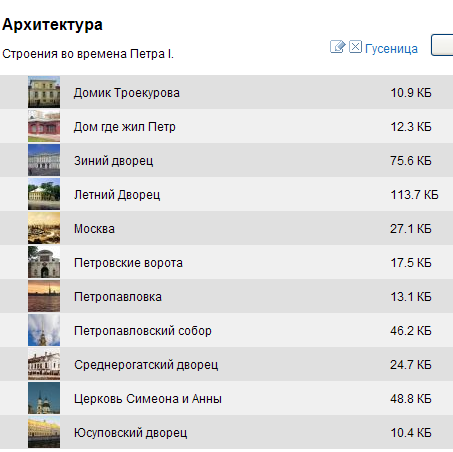 Архитектура
Строения во времена Петра I.
Гусеница
Домик Троекурова 10.9 КБ
Дом где жил Петр 12.3 КБ
Зиний дворец 75.6 КБ
Летний Дворец 113.7 КБ
Москва 27.1 КБ
Петровские ворота 17.5 КБ
Петропавловка 13.1 КБ
Петропавловский собор 46.2 КБ
Среднерогатский дворец 24.7 КБ
Церковь Симеона и Анны 48.8 КБ
Юсуповский дворец 10.4 КБ